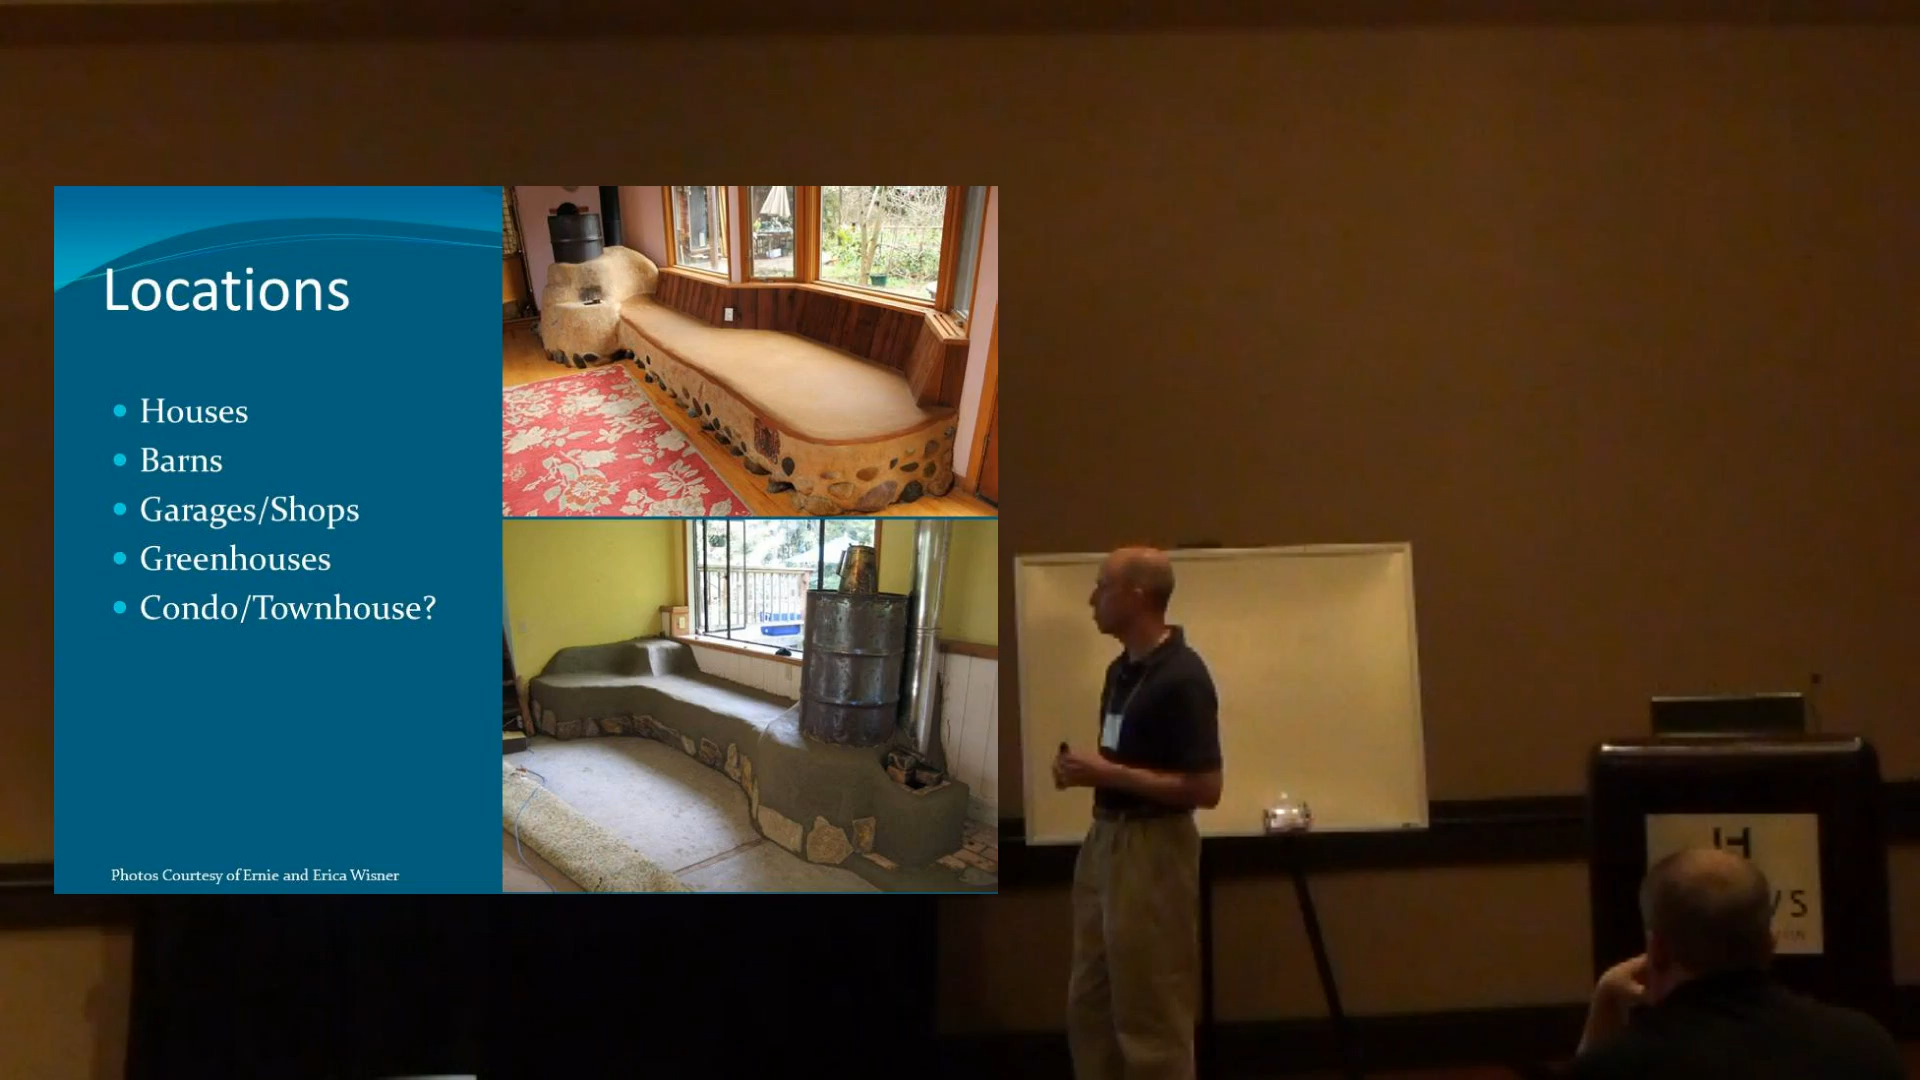 Locations
Houses
Barns
Garages/Shops
Greenhouses
Condo/Townhouse?
Photos Courtesy of Ernie and Erica Wisner
H